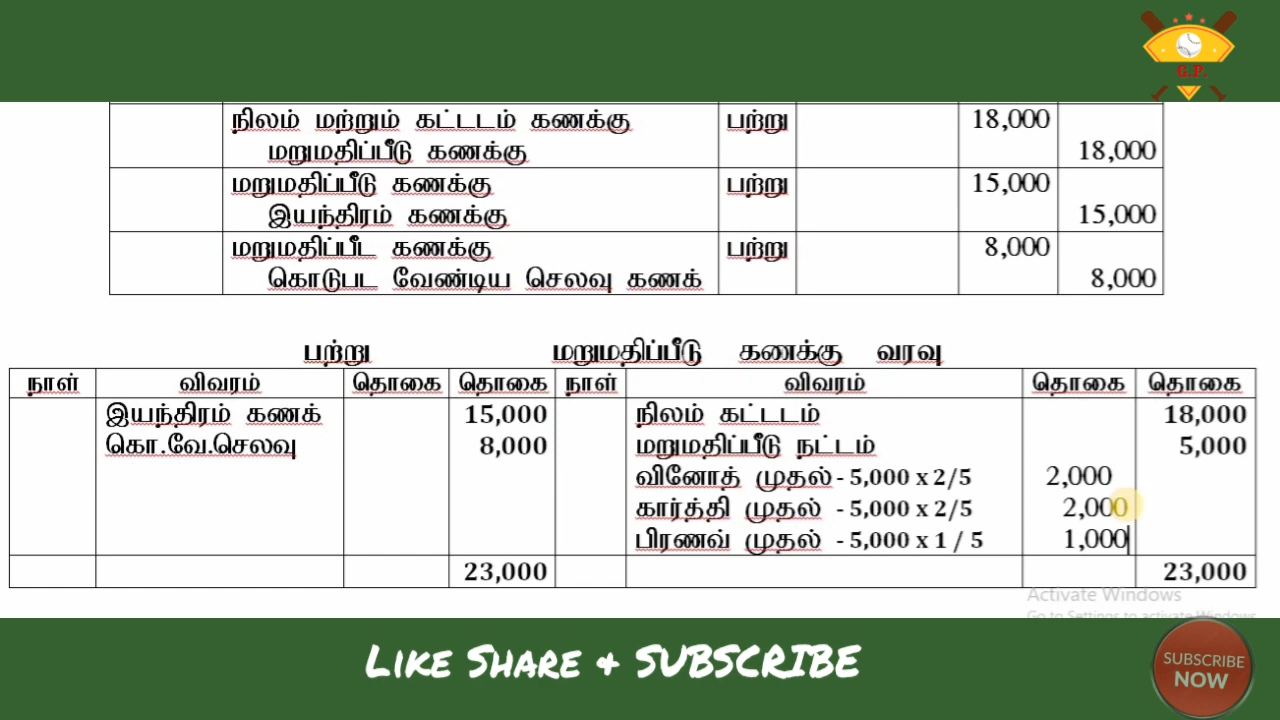 G.P.
நிலம் மற்றும் கட்டடம் கணக்கு பற்று 18,000
மறுமதிப்பீடு கணக்கு 18,000
மறுமதிப்பீடு கணக்கு பற்று 15,000
இயந்திரம் கணக்கு 15,000
மறுமதிப்பீட கணக்கு பற்று 8,000
கொடுபட வேண்டிய செலவு கணக் 8,000
பற்று மறுமதிப்பீடு கணக்கு வரவு
நாள் விவரம் தொகை தொகை நாள் விவரம் தொகை தொகை
இயந்திரம் கணக் 15,000 நிலம் கட்டடம் 18,000
கொ.வே.செலவு 8,000 மறுமதிப்பீடு நட்டம் 5,000
வினோத் முதல் - 5,000 x 2/5 2,000
கார்த்தி முதல் - 5,000 x 2/5 2,000
பிரணவ் முதல் - 5,000 x 1 / 5 1,000
23,000 23,000
Activate Windows
Go to Settings to activate Windows
LIKE SHARE & SUBSCRIBE
SUBSCRIBE
NOW